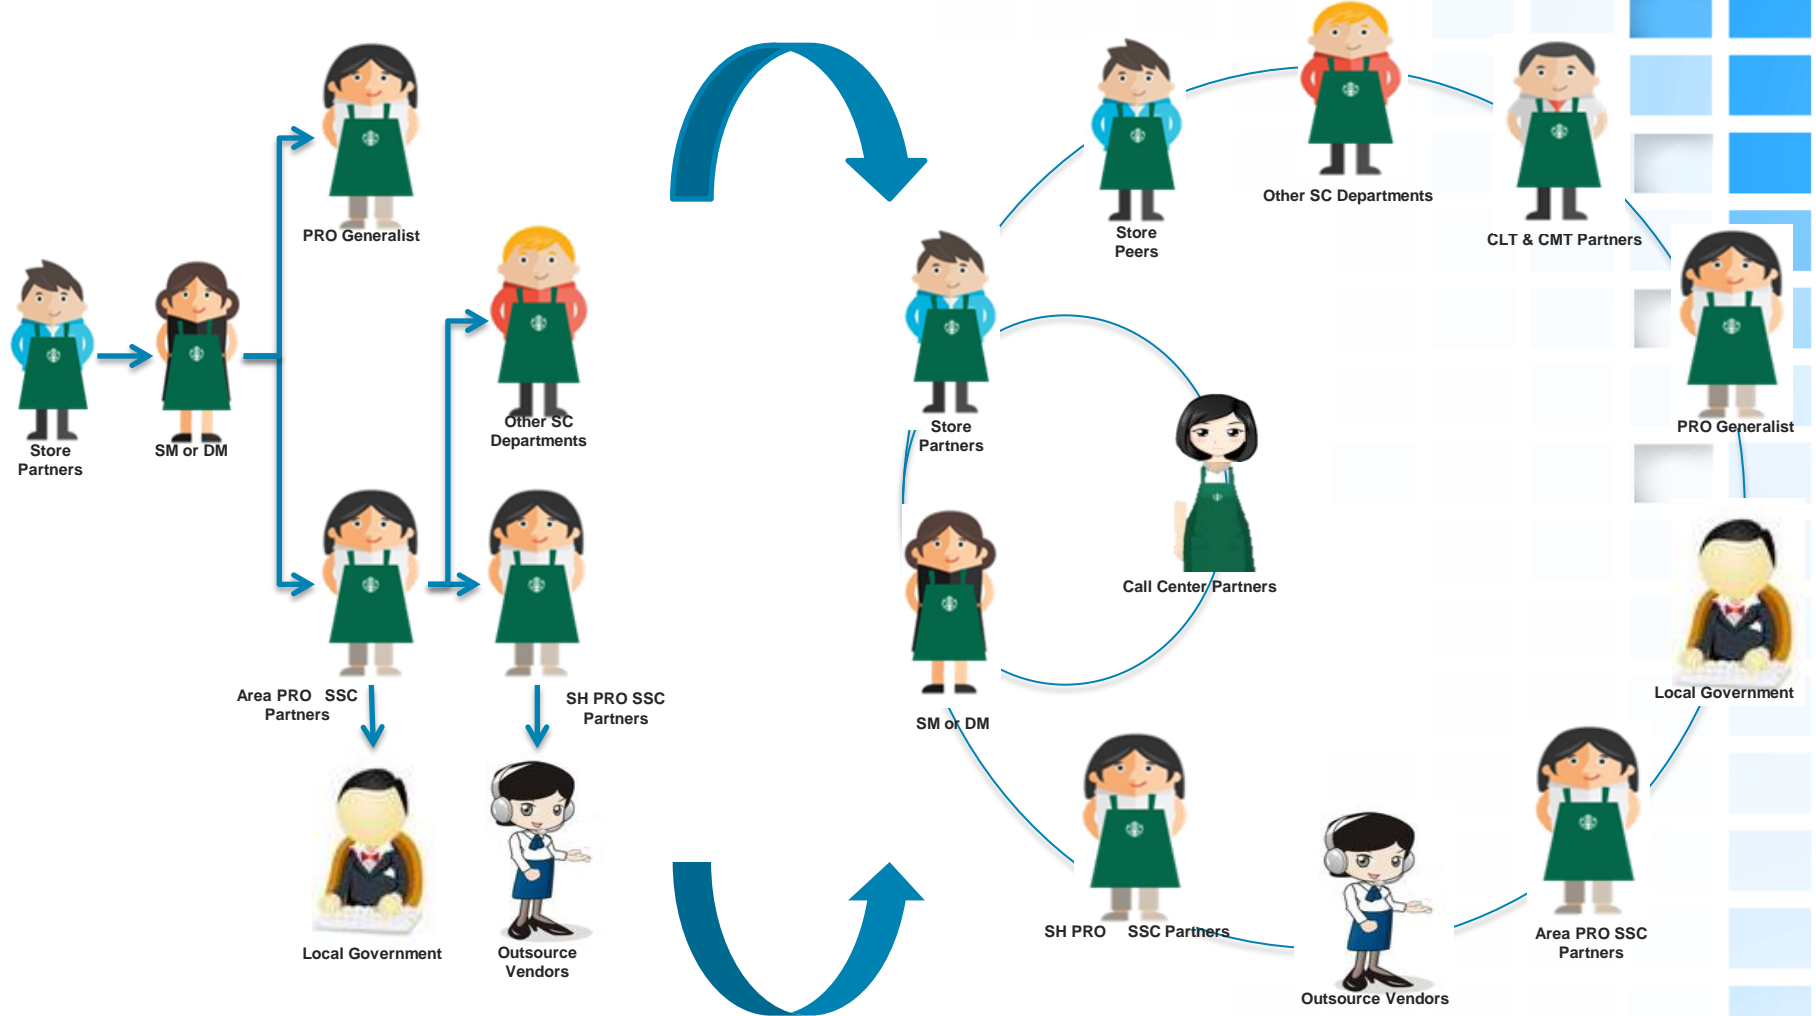 PRO Generalist
Store
Partners
SM or DM
Other SC
Departments
Area PRO SSC
Partners
SH PRO SSC
Partners
Local Government
Outsource
Vendors
Store
Peers
Other SC Departments
CLT & CMT Partners
PRO Generalist
Store
Partners
Call Center Partners
SM or DM
Local Government
SH PRO SSC Partners
Area PRO SSC
Partners
Outsource Vendors